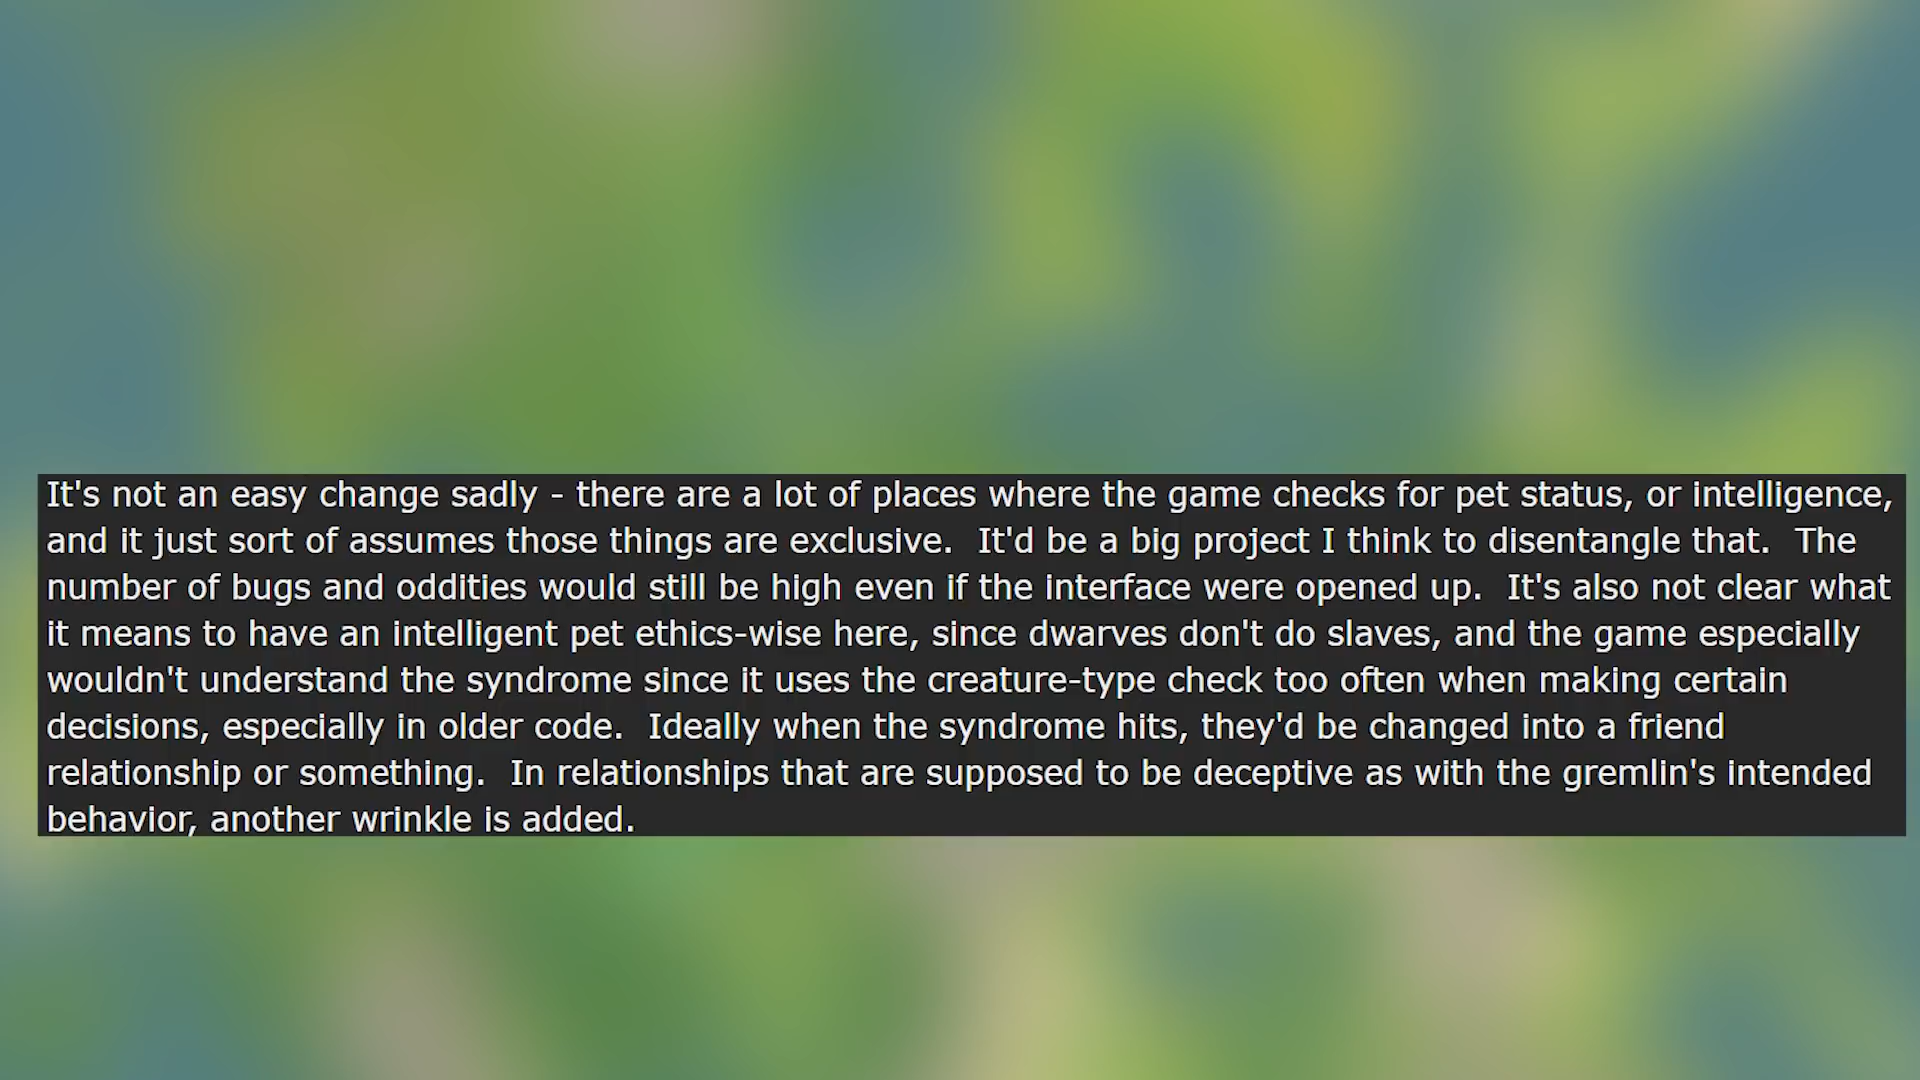 It's not an easy change sadly - there are a lot of places where the game checks for pet status, or intelligence,
and it just sort of assumes those things are exclusive.  It'd be a big project I think to disentangle that.  The
number of bugs and oddities would still be high even if the interface were opened up.  It's also not clear what
it means to have an intelligent pet ethics-wise here, since dwarves don't do slaves, and the game especially
wouldn't understand the syndrome since it uses the creature-type check too often when making certain
decisions, especially in older code.  Ideally when the syndrome hits, they'd be changed into a friend
relationship or something.  In relationships that are supposed to be deceptive as with the gremlin's intended
behavior, another wrinkle is added.